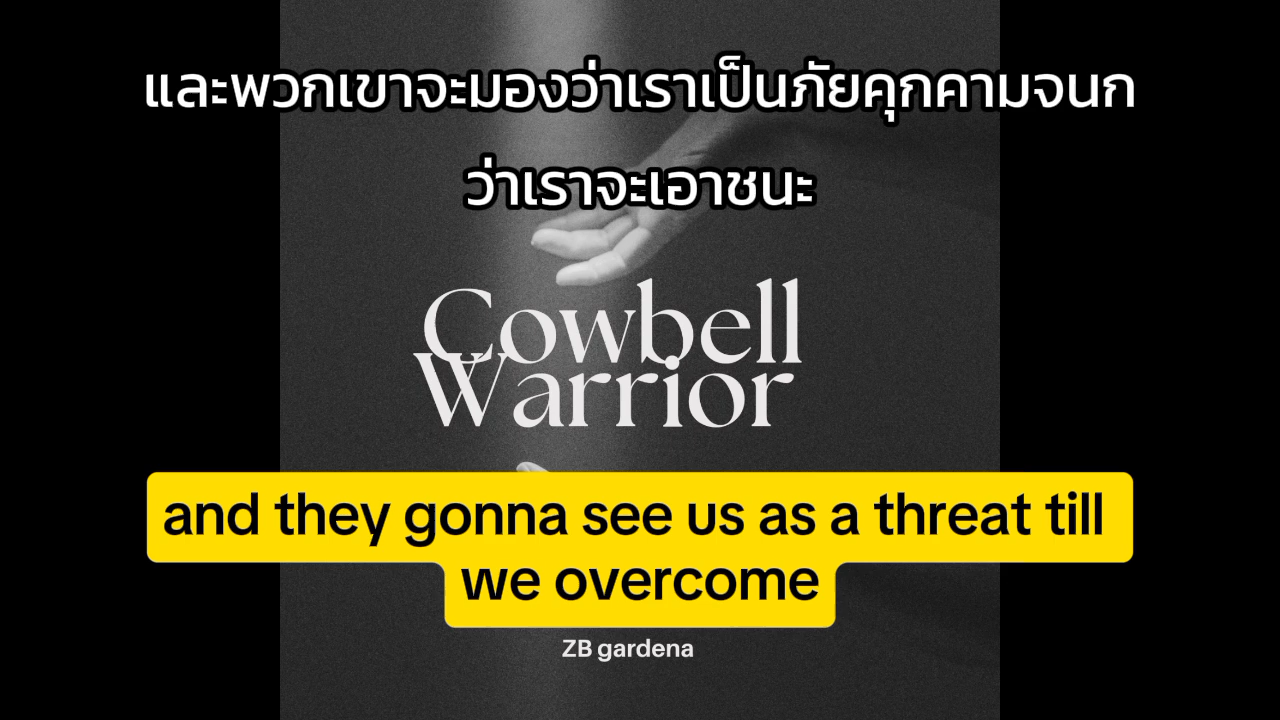 และพวกเขาจะมองว่าเราเป็นภัยคุกคามจนก
ว่าเราจะเอาชนะ
Cowbell
Warrior
and they gonna see us as a threat till
we overcome
ZB gardena